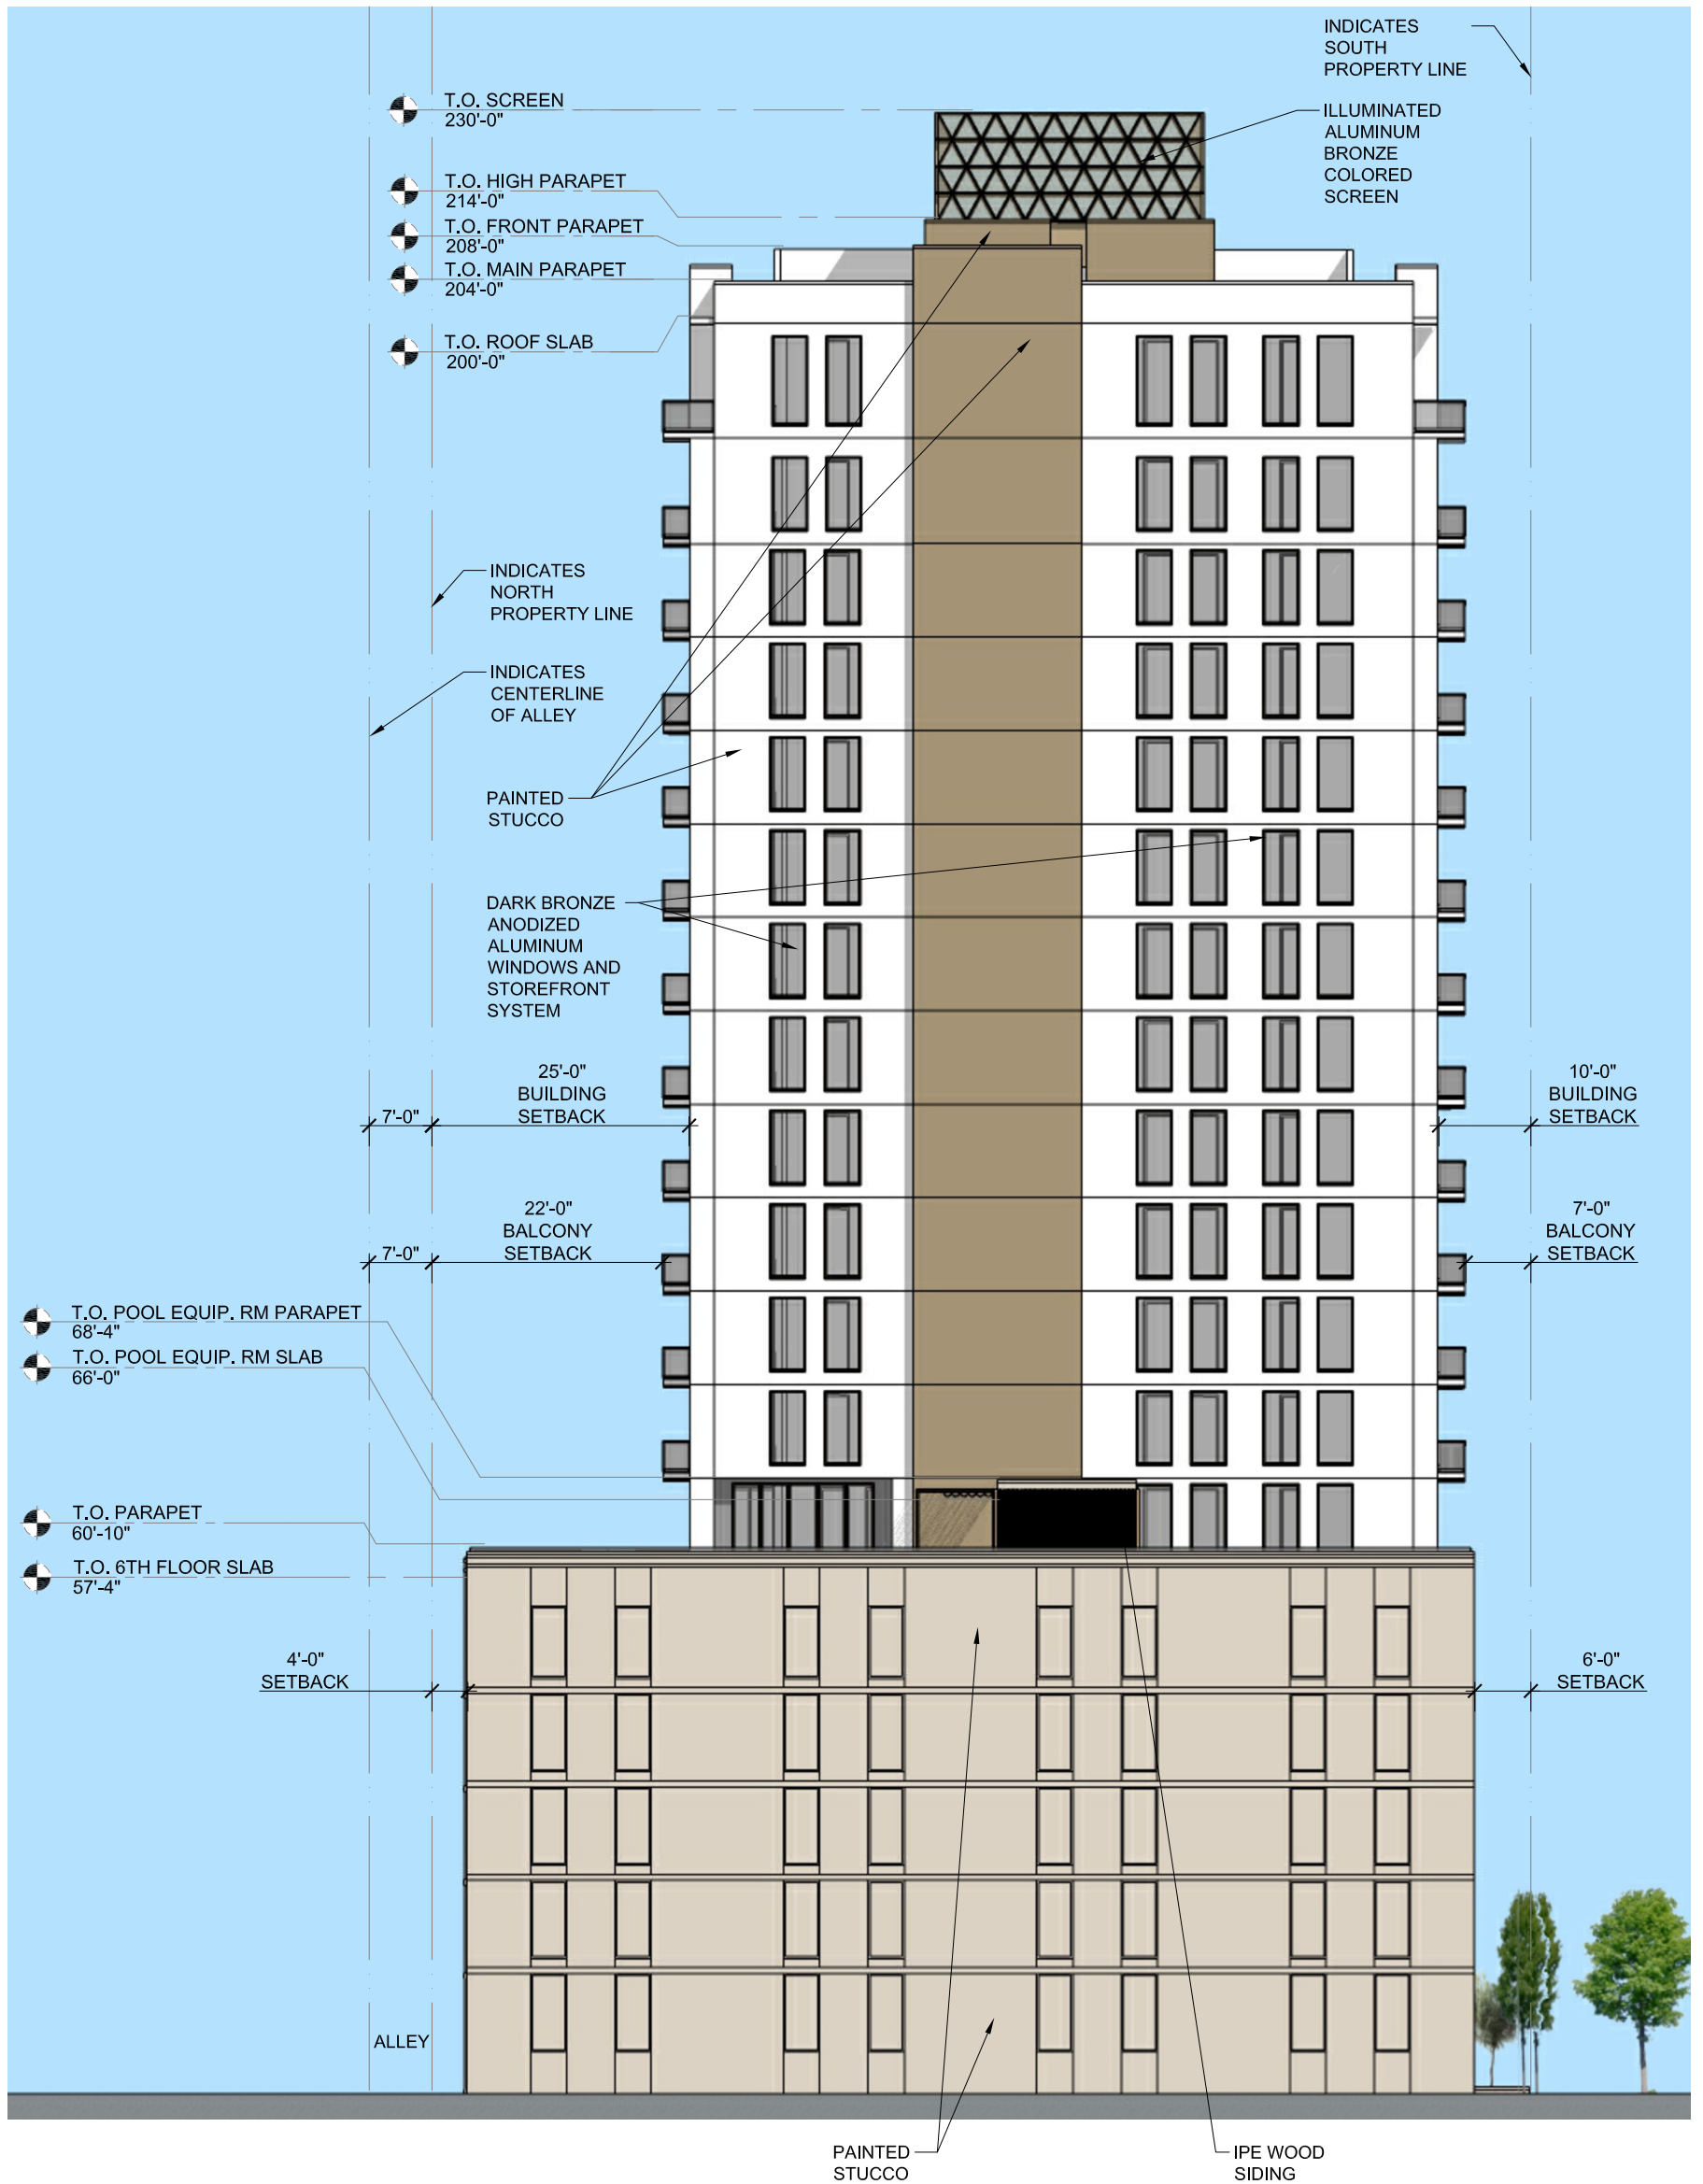 INDICATES
SOUTH
PROPERTY LINE
T.O. SCREEN
230'-0"
ILLUMINATED
ALUMINUM
BRONZE
COLORED
SCREEN
T.O. HIGH PARAPET
214'-0"
T.O. FRONT PARAPET
208'-0"
T.O. MAIN PARAPET
204'-0"
T.O. ROOF SLAB
200'-0"
INDICATES
NORTH
PROPERTY LINE
INDICATES
CENTERLINE
OF ALLEY
PAINTED
STUCCO
DARK BRONZE
ANODIZED
ALUMINUM
WINDOWS AND
STOREFRONT
SYSTEM
7'-0"
25'-0"
BUILDING
SETBACK
10'-0"
BUILDING
SETBACK
7'-0"
22'-0"
BALCONY
SETBACK
7'-0"
BALCONY
SETBACK
T.O. POOL EQUIP. RM PARAPET
68'-4"
T.O. POOL EQUIP. RM SLAB
66'-0"
T.O. PARAPET
60'-10"
T.O. 6TH FLOOR SLAB
57'-4"
4'-0"
SETBACK
6'-0"
SETBACK
ALLEY
PAINTED
STUCCO
IPE WOOD
SIDING